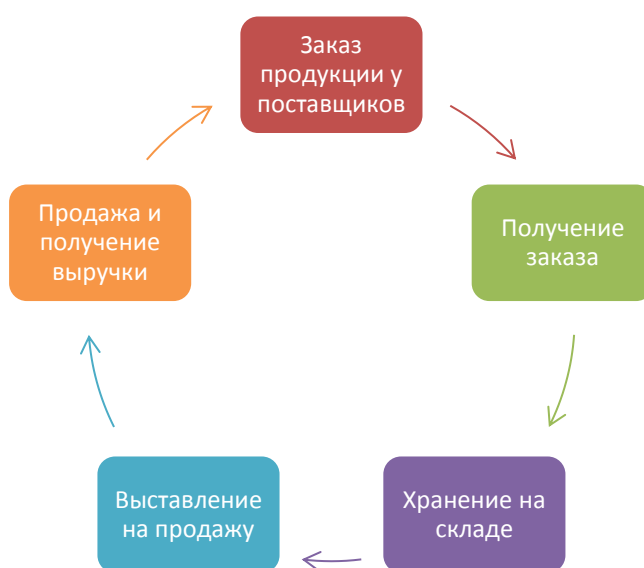 Заказ
продукции у
поставщиков
Получение
заказа
Хранение на
складе
Выставление
на продажу
Продажа и
получение
выручки